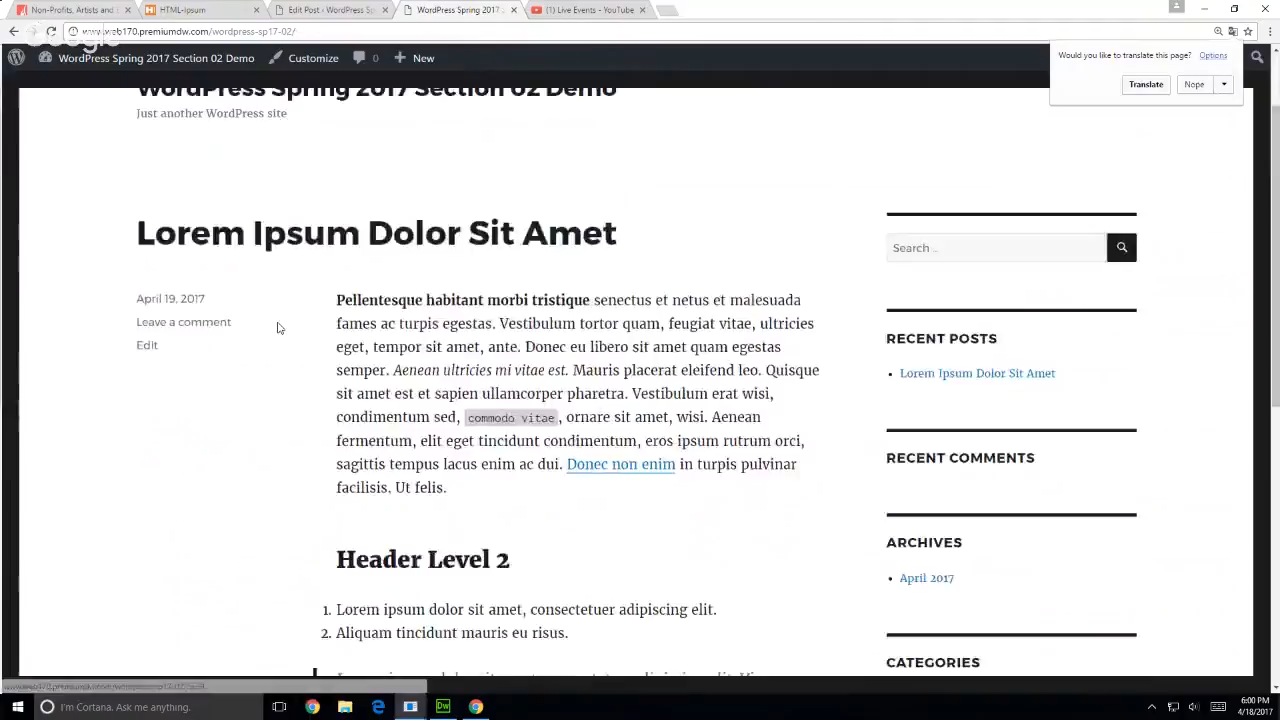 Non-Profits, Artists and
HTML-Ipsum
Edit Post ‹ WordPress Sp
WordPress Spring 2017
(1) Live Events - YouTube
web170.premiumdw.com/wordpress-sp17-02/
WordPress Spring 2017 Section 02 Demo
Customize
0
New
Would you like to translate this page? Options
Translate
Nope
WordPress Spring 2017 Section 02 Demo
Just another WordPress site
Lorem Ipsum Dolor Sit Amet
April 19, 2017
Leave a comment
Edit
Pellentesque habitant morbi tristique senectus et netus et malesuada
fames ac turpis egestas. Vestibulum tortor quam, feugiat vitae, ultricies
eget, tempor sit amet, ante. Donec eu libero sit amet quam egestas
semper. Aenean ultricies mi vitae est. Mauris placerat eleifend leo. Quisque
sit amet est et sapien ullamcorper pharetra. Vestibulum erat wisi,
condimentum sed, commodo vitae, ornare sit amet, wisi. Aenean
fermentum, elit eget tincidunt condimentum, eros ipsum rutrum orci,
sagittis tempus lacus enim ac dui. Donec non enim in turpis pulvinar
facilisis. Ut felis.
Header Level 2
1. Lorem ipsum dolor sit amet, consectetuer adipiscing elit.
2. Aliquam tincidunt mauris eu risus.
Search …
RECENT POSTS
Lorem Ipsum Dolor Sit Amet
RECENT COMMENTS
ARCHIVES
April 2017
CATEGORIES
I'm Cortana. Ask me anything.
Dw
6:00 PM
4/18/2017